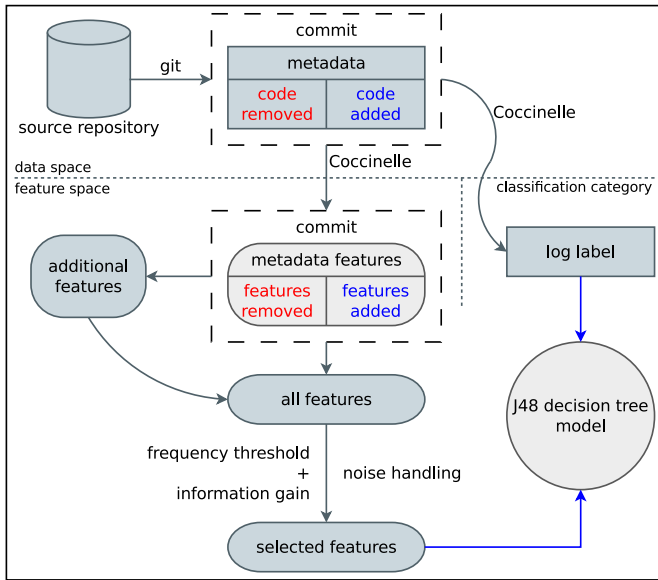 commit
git
metadata
code
removed
code
added
source repository
Coccinelle
Coccinelle
data space
feature space
classification category
commit
additional
features
metadata features
features
removed
features
added
log label
all features
J48 decision tree
model
frequency threshold
+
information gain
noise handling
selected features